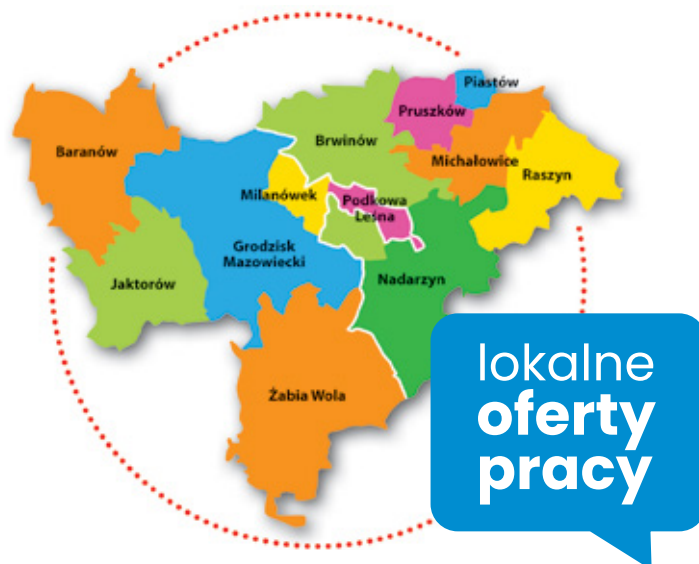 Piastów
Pruszków
Brwinów
Baranów
Michałowice
Raszyn
Milanówek
Podkowa
Leśna
Grodzisk
Mazowiecki
Jaktorów
Nadarzyn
Żabia Wola
lokalne
oferty
pracy